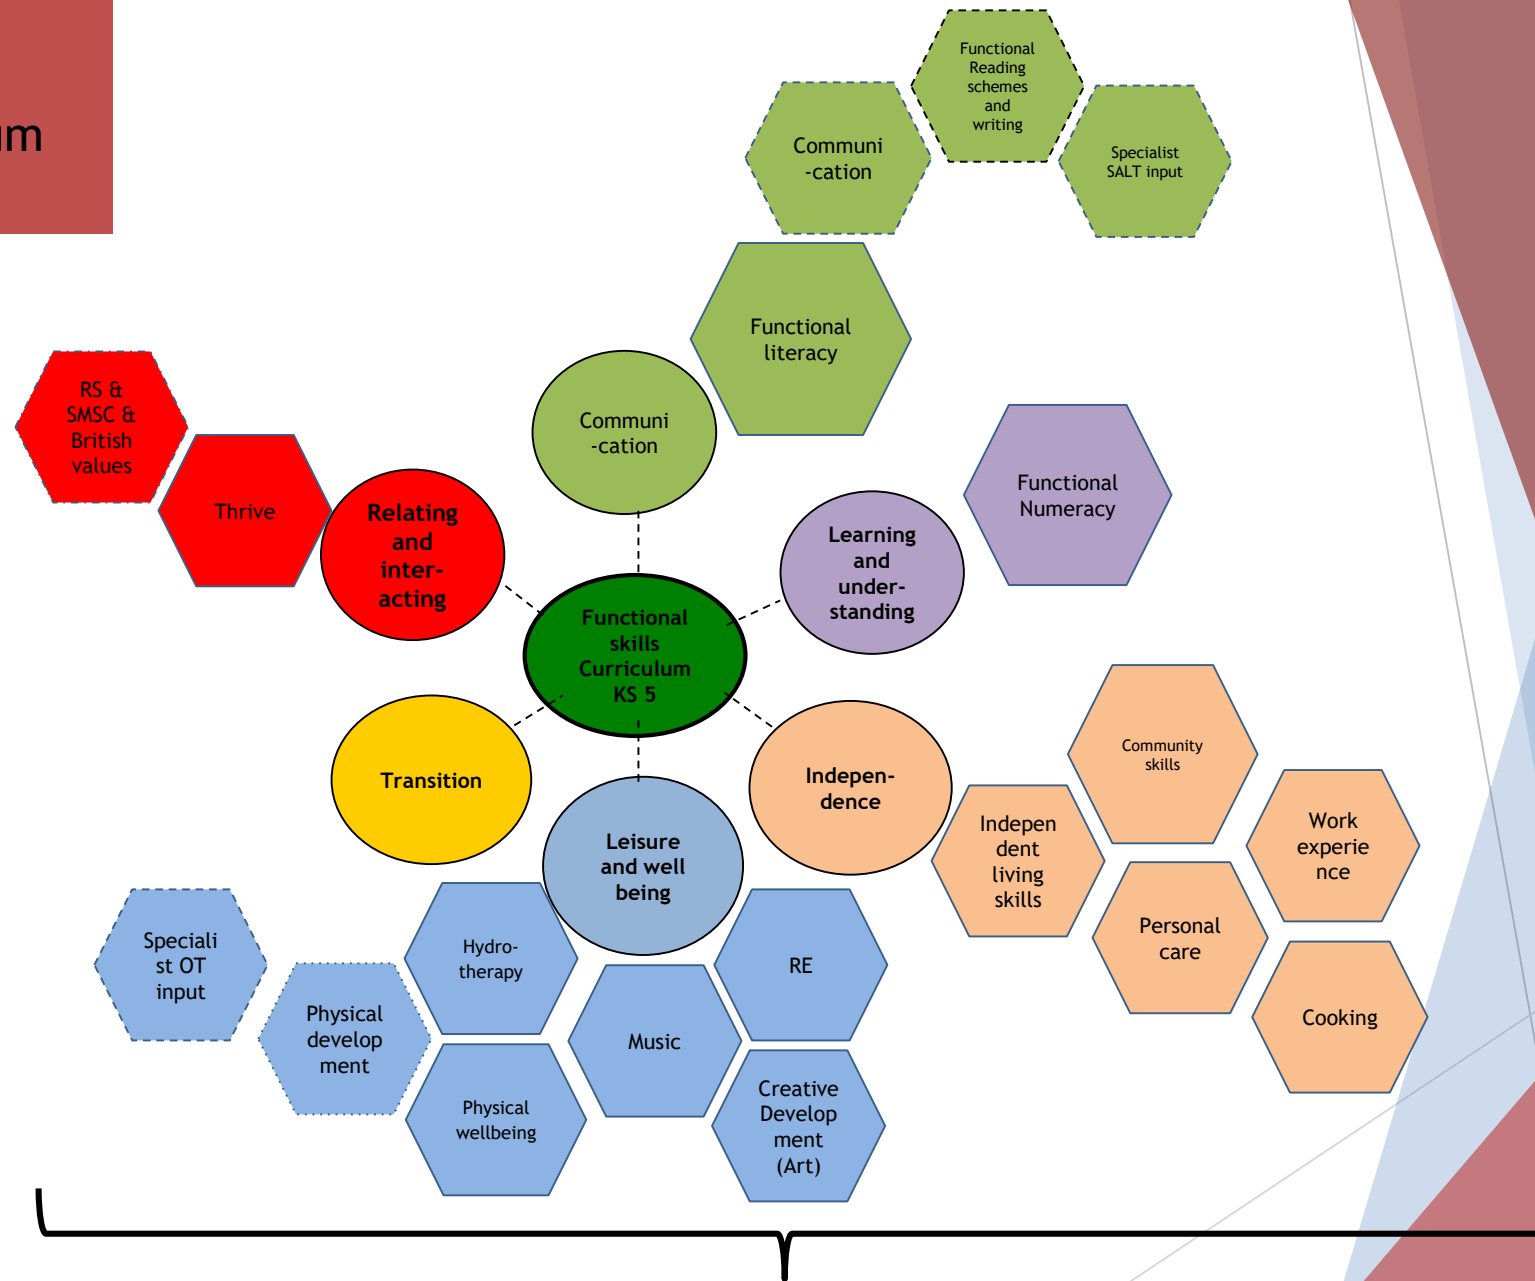 um
Functional
Reading
schemes
and
writing
Communi
-cation
Specialist
SALT input
Functional
literacy
Communi
-cation
RS &
SMSC &
British
values
Thrive
Relating
and
inter-
acting
Functional
Numeracy
Learning
and
under-
standing
Functional
skills
Curriculum
KS 5
Transition
Indepen-
dence
Leisure
and well
being
Community
skills
Indepen
dent
living
skills
Work
experie
nce
Personal
care
Cooking
Speciali
st OT
input
Physical
develop
ment
Hydro-
therapy
Physical
wellbeing
Music
RE
Creative
Develop
ment
(Art)